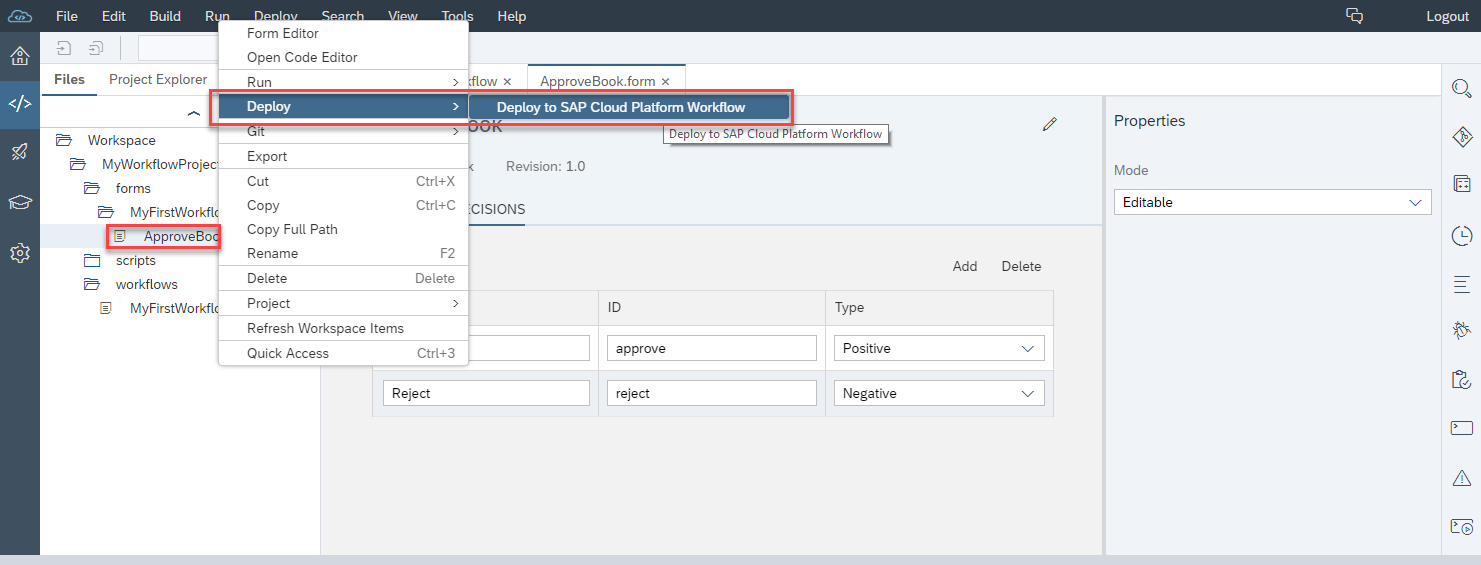 File Edit Build Run Deploy Search View Tools Help Logout
Files Project Explorer
ApproveBook.form
Workspace
MyWorkflowProjec
forms
MyFirstWorkflo
ApproveBoo
scripts
workflows
MyFirstWorkflo
Form Editor
Open Code Editor
Run
Deploy
Deploy to SAP Cloud Platform Workflow
Deploy to SAP Cloud Platform Workflow
Git
Export
Cut Ctrl+X
Copy Ctrl+C
Copy Full Path
Rename F2
Delete Delete
Project
Refresh Workspace Items
Quick Access Ctrl+3
Revision: 1.0
ECISIONS
Add Delete
ID Type
approve Positive
Reject reject Negative
Properties
Mode
Editable